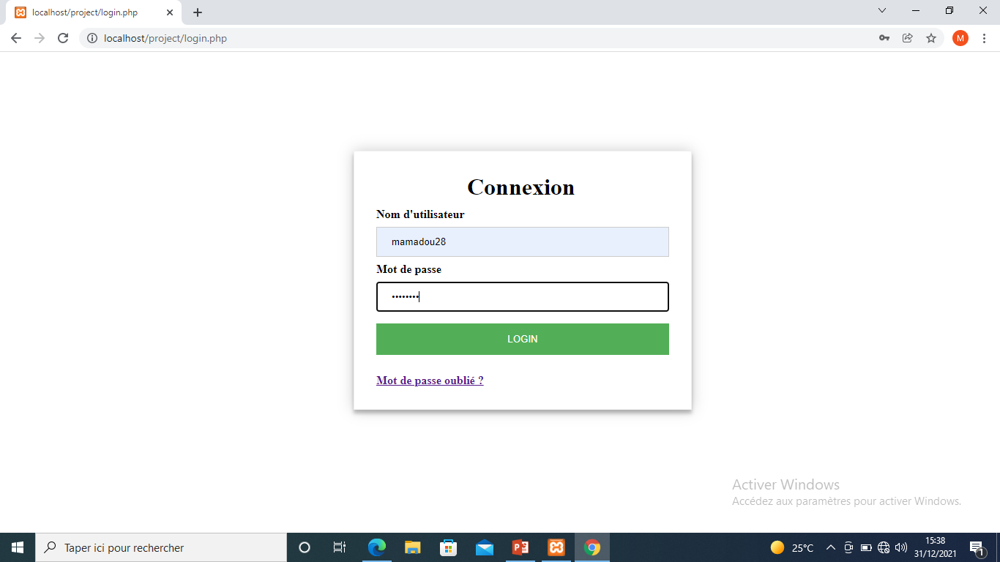 localhost/project/login.php
localhost/project/login.php
M
Connexion
Nom d'utilisateur
mamadou28
Mot de passe
••••••••
LOGIN
Mot de passe oublié ?
Activer Windows
Accédez aux paramètres pour activer Windows.
Taper ici pour rechercher
25°C
15:38
31/12/2021
1